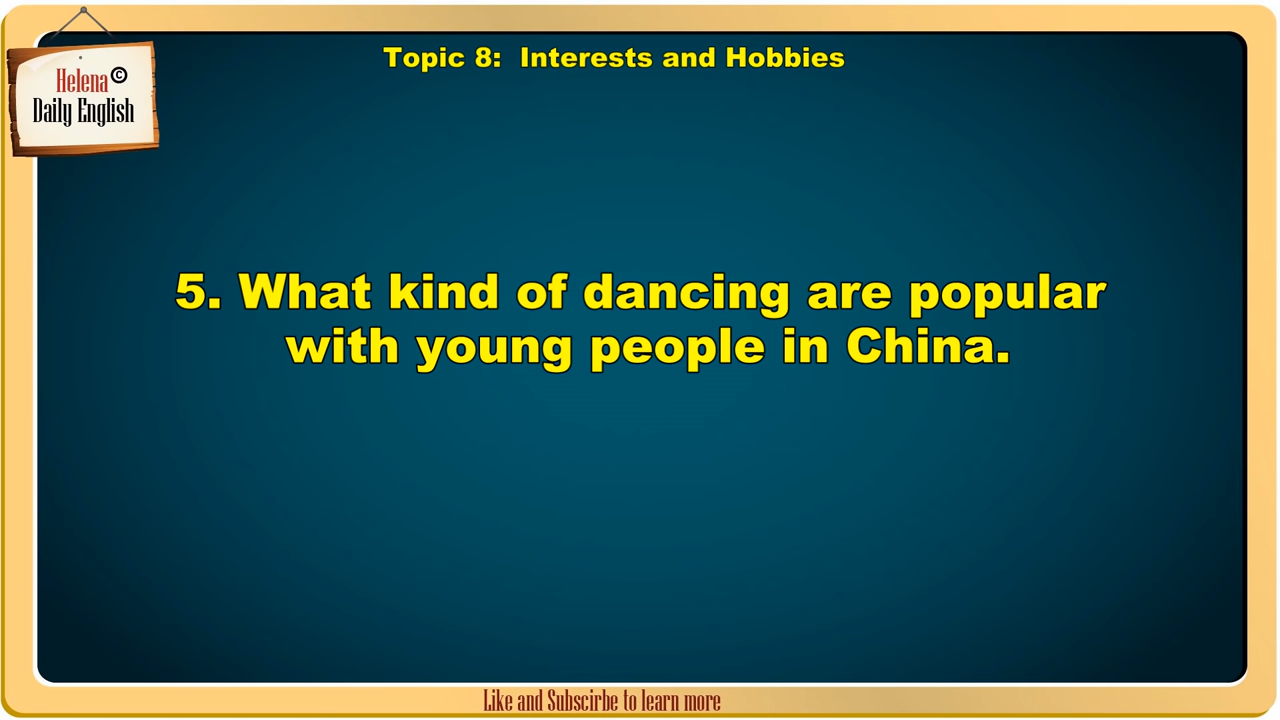 Topic 8: Interests and Hobbies
Helena©
Daily English
5. What kind of dancing are popular
with young people in China.
Like and Subscirbe to learn more